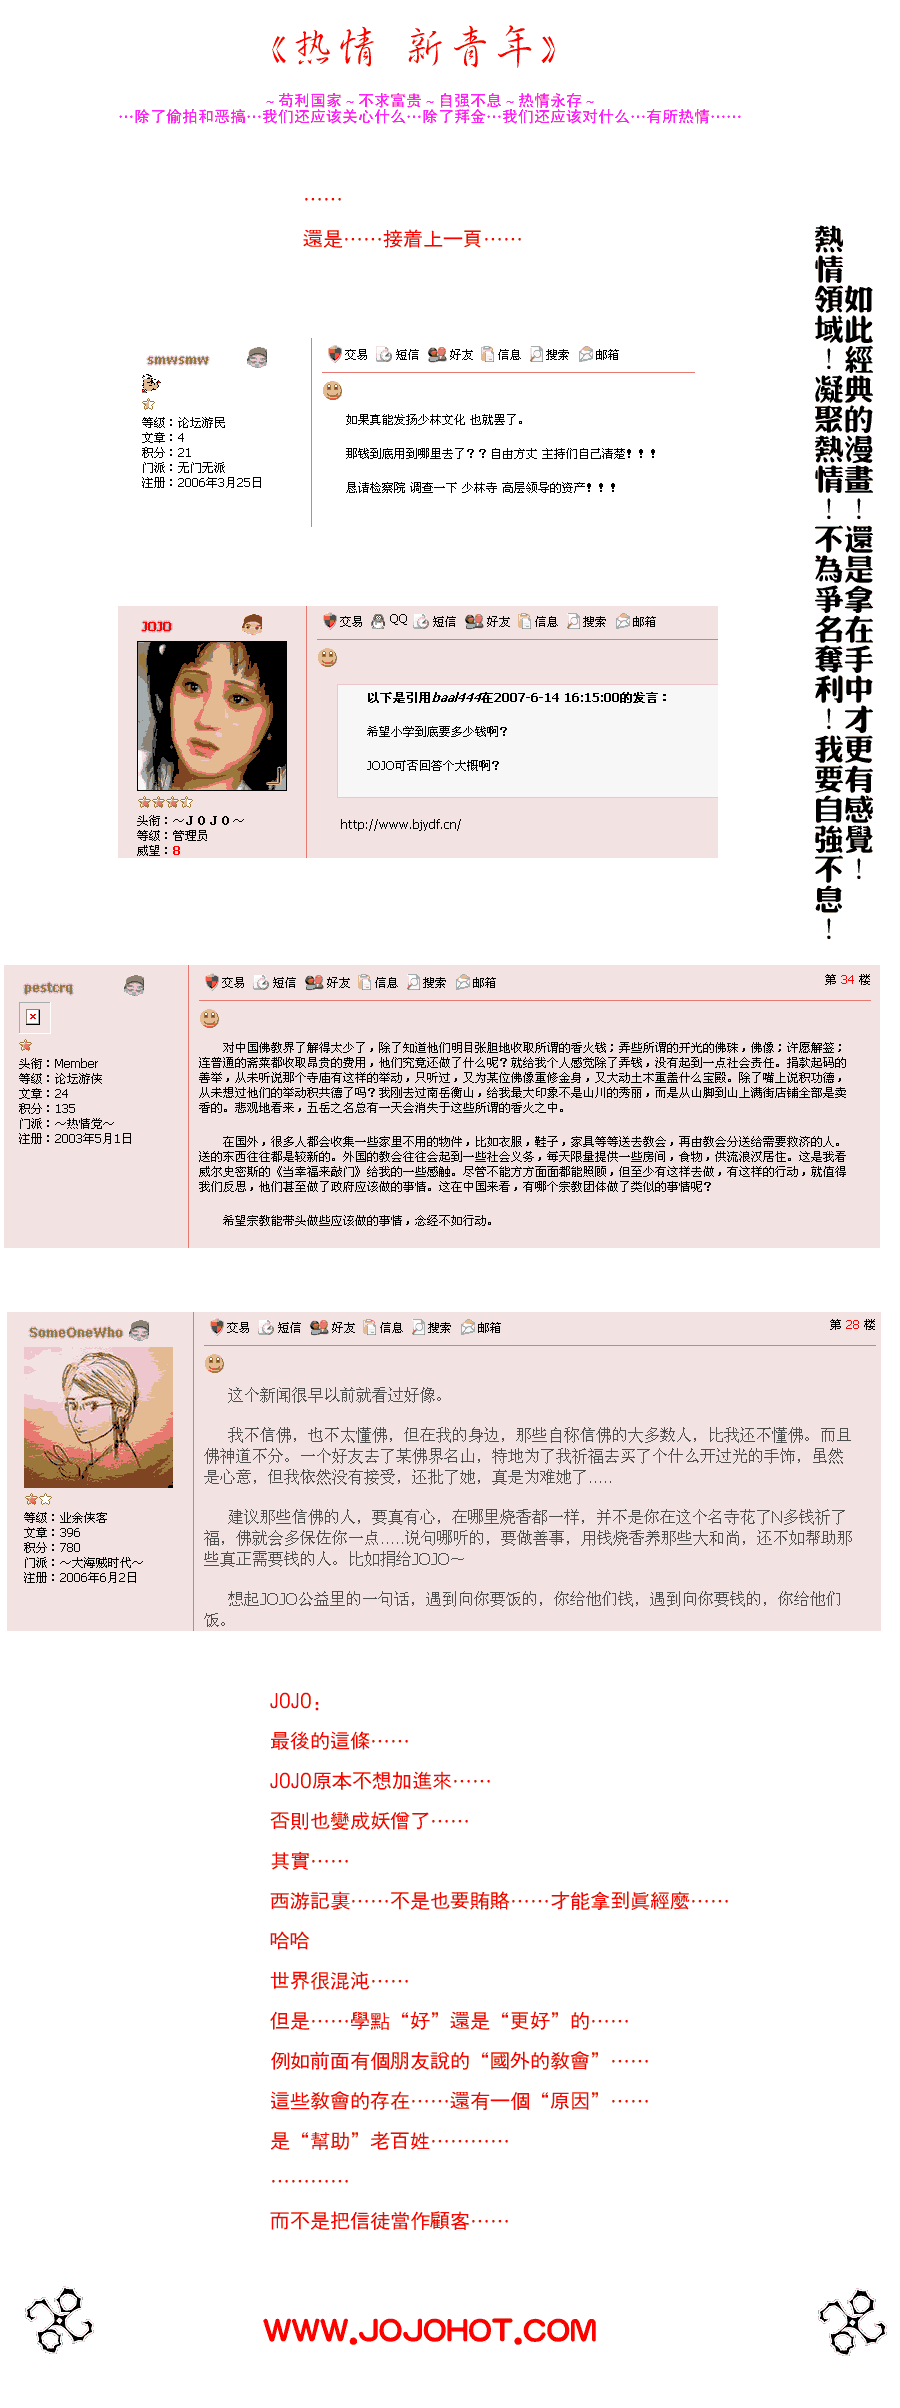 《热情 新青年》
～苟利国家～不求富贵～自强不息～热情永存～
…除了偷拍和恶搞…我们还应该关心什么…除了拜金…我们还应该对什么…有所热情……
……
還是……接着上一頁……
如此經典的漫畫！還是拿在手中才更有感覺！
熱情領域！凝聚熱情！不為爭名奪利！我要自強不息！
smwsmw
等级：论坛游民
文章：4
积分：21
门派：无门无派
注册：2006年3月25日
交易 短信 好友 信息 搜索 邮箱
如果真能发扬少林文化 也就罢了。
那钱到底用到哪里去了？？自由方丈 主持们自己清楚！！！
恳请检察院 调查一下 少林寺 高层领导的资产！！！
JOJO
头衔：～ＪＯＪＯ～
等级：管理员
威望：8
交易 QQ 短信 好友 信息 搜索 邮箱
以下是引用baal444在2007-6-14 16:15:00的发言：
希望小学到底要多少钱啊？
JOJO可否回答个大概啊？
http://www.bjydf.cn/
pestcrq
头衔：Member
等级：论坛游侠
文章：24
积分：135
门派：～热情党～
注册：2003年5月1日
交易 短信 好友 信息 搜索 邮箱
第 34 楼
对中国佛教界了解得太少了，除了知道他们明目张胆地收取所谓的香火钱；弄些所谓的开光的佛珠，佛像；许愿解签；
连普通的斋菜都收取昂贵的费用，他们究竟还做了什么呢？就给我个人感觉除了弄钱，没有起到一点社会责任。捐款起码的
善举，从未听说那个寺庙有这样的举动，只听过，又为某位佛像重修金身，又大动土木重盖什么宝殿。除了嘴上说积功德，
从未想过他们的举动积共德了吗？我刚去过南岳衡山，给我最大印象不是山川的秀丽，而是从山脚到山上满街店铺全部是卖
香的。悲观地看来，五岳之名总有一天会消失于这些所谓的香火之中。
在国外，很多人都会收集一些家里不用的物件，比如衣服，鞋子，家具等等送去教会，再由教会分送给需要救济的人。
送的东西往往都是较新的。外国的教会往往会起到一些社会义务，每天限量提供一些房间，食物，供流浪汉居住。这是我看
威尔史密斯的《当幸福来敲门》给我的一些感触。尽管不能方方面面都能照顾，但至少有这样去做，有这样的行动，就值得
我们反思，他们甚至做了政府应该做的事情。这在中国来看，有哪个宗教团体做了类似的事情呢？
希望宗教能带头做些应该做的事情，念经不如行动。
SomeOneWho
等级：业余侠客
文章：396
积分：780
门派：～大海贼时代～
注册：2006年6月2日
交易 短信 好友 信息 搜索 邮箱
第 28 楼
这个新闻很早以前就看过好像。
我不信佛，也不太懂佛，但在我的身边，那些自称信佛的大多数人，比我还不懂佛。而且
佛神道不分。一个好友去了某佛界名山，特地为了我祈福去买了个什么开过光的手饰，虽然
是心意，但我依然没有接受，还批了她，真是为难她了.....
建议那些信佛的人，要真有心，在哪里烧香都一样，并不是你在这个名寺花了N多钱祈了
福，佛就会多保佐你一点.....说句哪听的，要做善事，用钱烧香养那些大和尚，还不如帮助那
些真正需要钱的人。比如捐给JOJO～
想起JOJO公益里的一句话，遇到向你要饭的，你给他们钱，遇到向你要钱的，你给他们
饭。
JOJO：
最後的這條……
JOJO原本不想加進來……
否則也變成妖僧了……
其實……
西游記裏……不是也要賄賂……才能拿到眞經麼……
哈哈
世界很混沌……
但是……學點“好”還是“更好”的……
例如前面有個朋友說的“國外的敎會”……
這些敎會的存在……還有一個“原因”……
是“幫助”老百姓…………
…………
而不是把信徒當作顧客……
WWW.JOJOHOT.COM